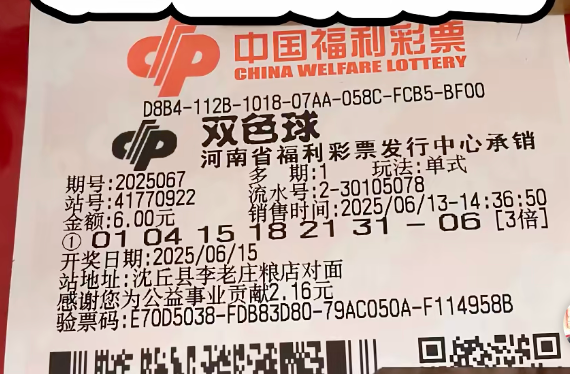 中国福利彩票
CHINA WELFARE LOTTERY
D8B4-112B-1018-07AA-058C-FCB5-BF00
双色球
河南省福利彩票发行中心承销
期号:2025067 多 期:1 玩法:单式
站号:41770922 流水号:2-30105078
金额:6.00元 销售时间:2025/06/13-14:36:50
① 01 04 15 18 21 31 - 06 [3倍]
开奖日期:2025/06/15
站地址:沈丘县李老庄粮店对面
感谢您为公益事业贡献2.16元
验票码:E70D5038-FDB83D80-79AC050A-F114958B